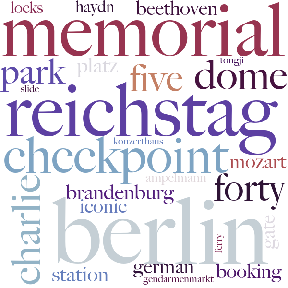 locks haydn beethoven
memorial
platz tongji
park five dome
slide
reichstag
konzerthaus
checkpoint mozart
ampelmann
charlie
brandenburg forty
iconic
berlin
gate
ferry
station german booking
gendarmenmarkt